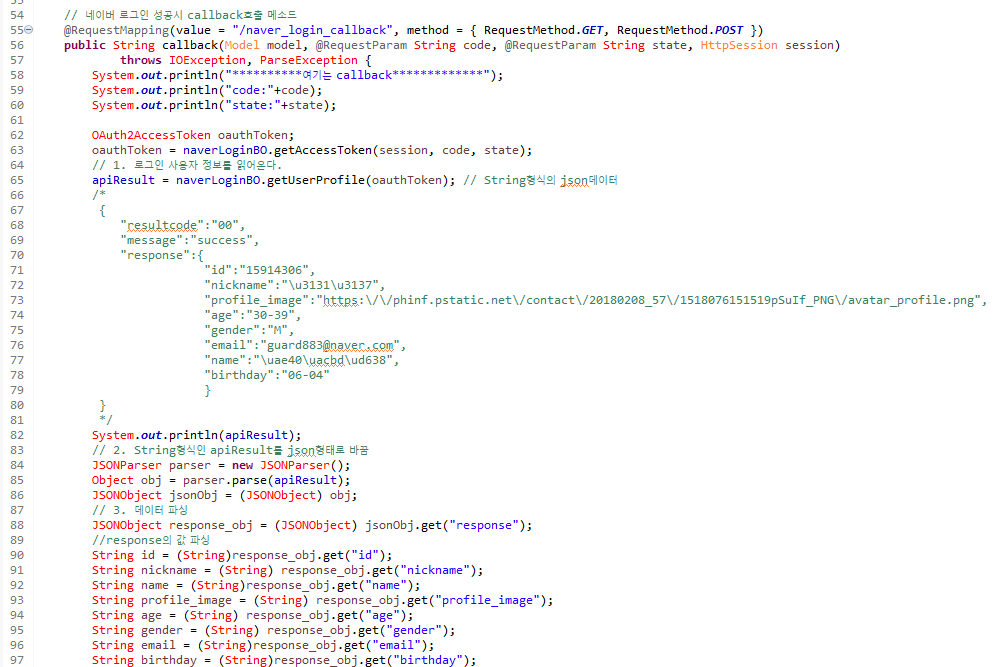 54 // 네이버 로그인 성공시 callback호출 메소드
55 @RequestMapping(value = "/naver_login_callback", method = { RequestMethod.GET, RequestMethod.POST })
56 public String callback(Model model, @RequestParam String code, @RequestParam String state, HttpSession session)
57 throws IOException, ParseException {
58 System.out.println("**********여기는 callback*************");
59 System.out.println("code:"+code);
60 System.out.println("state:"+state);
61
62 OAuth2AccessToken oauthToken;
63 oauthToken = naverLoginBO.getAccessToken(session, code, state);
64 // 1. 로그인 사용자 정보를 읽어온다.
65 apiResult = naverLoginBO.getUserProfile(oauthToken); // String형식의 json데이터
66 /*
67 {
68 "resultcode":"00",
69 "message":"success",
70 "response":{
71 "id":"15914306",
72 "nickname":"\u3131\u3137",
73 "profile_image":"https:\/\/phinf.pstatic.net\/contact\/20180208_57\/1518076151519pSuIf_PNG\/avatar_profile.png",
74 "age":"30-39",
75 "gender":"M",
76 "email":"guard883@naver.com",
77 "name":"\uae40\uacbd\ud638",
78 "birthday":"06-04"
79 }
80 }
81 */
82 System.out.println(apiResult);
83 // 2. String형식인 apiResult를 json형태로 바꿈
84 JSONParser parser = new JSONParser();
85 Object obj = parser.parse(apiResult);
86 JSONObject jsonObj = (JSONObject) obj;
87 // 3. 데이터 파싱
88 JSONObject response_obj = (JSONObject) jsonObj.get("response");
89 //response의 값 파싱
90 String id = (String)response_obj.get("id");
91 String nickname = (String) response_obj.get("nickname");
92 String name = (String)response_obj.get("name");
93 String profile_image = (String) response_obj.get("profile_image");
94 String age = (String) response_obj.get("age");
95 String gender = (String) response_obj.get("gender");
96 String email = (String)response_obj.get("email");
97 String birthday = (String)response_obj.get("birthday");